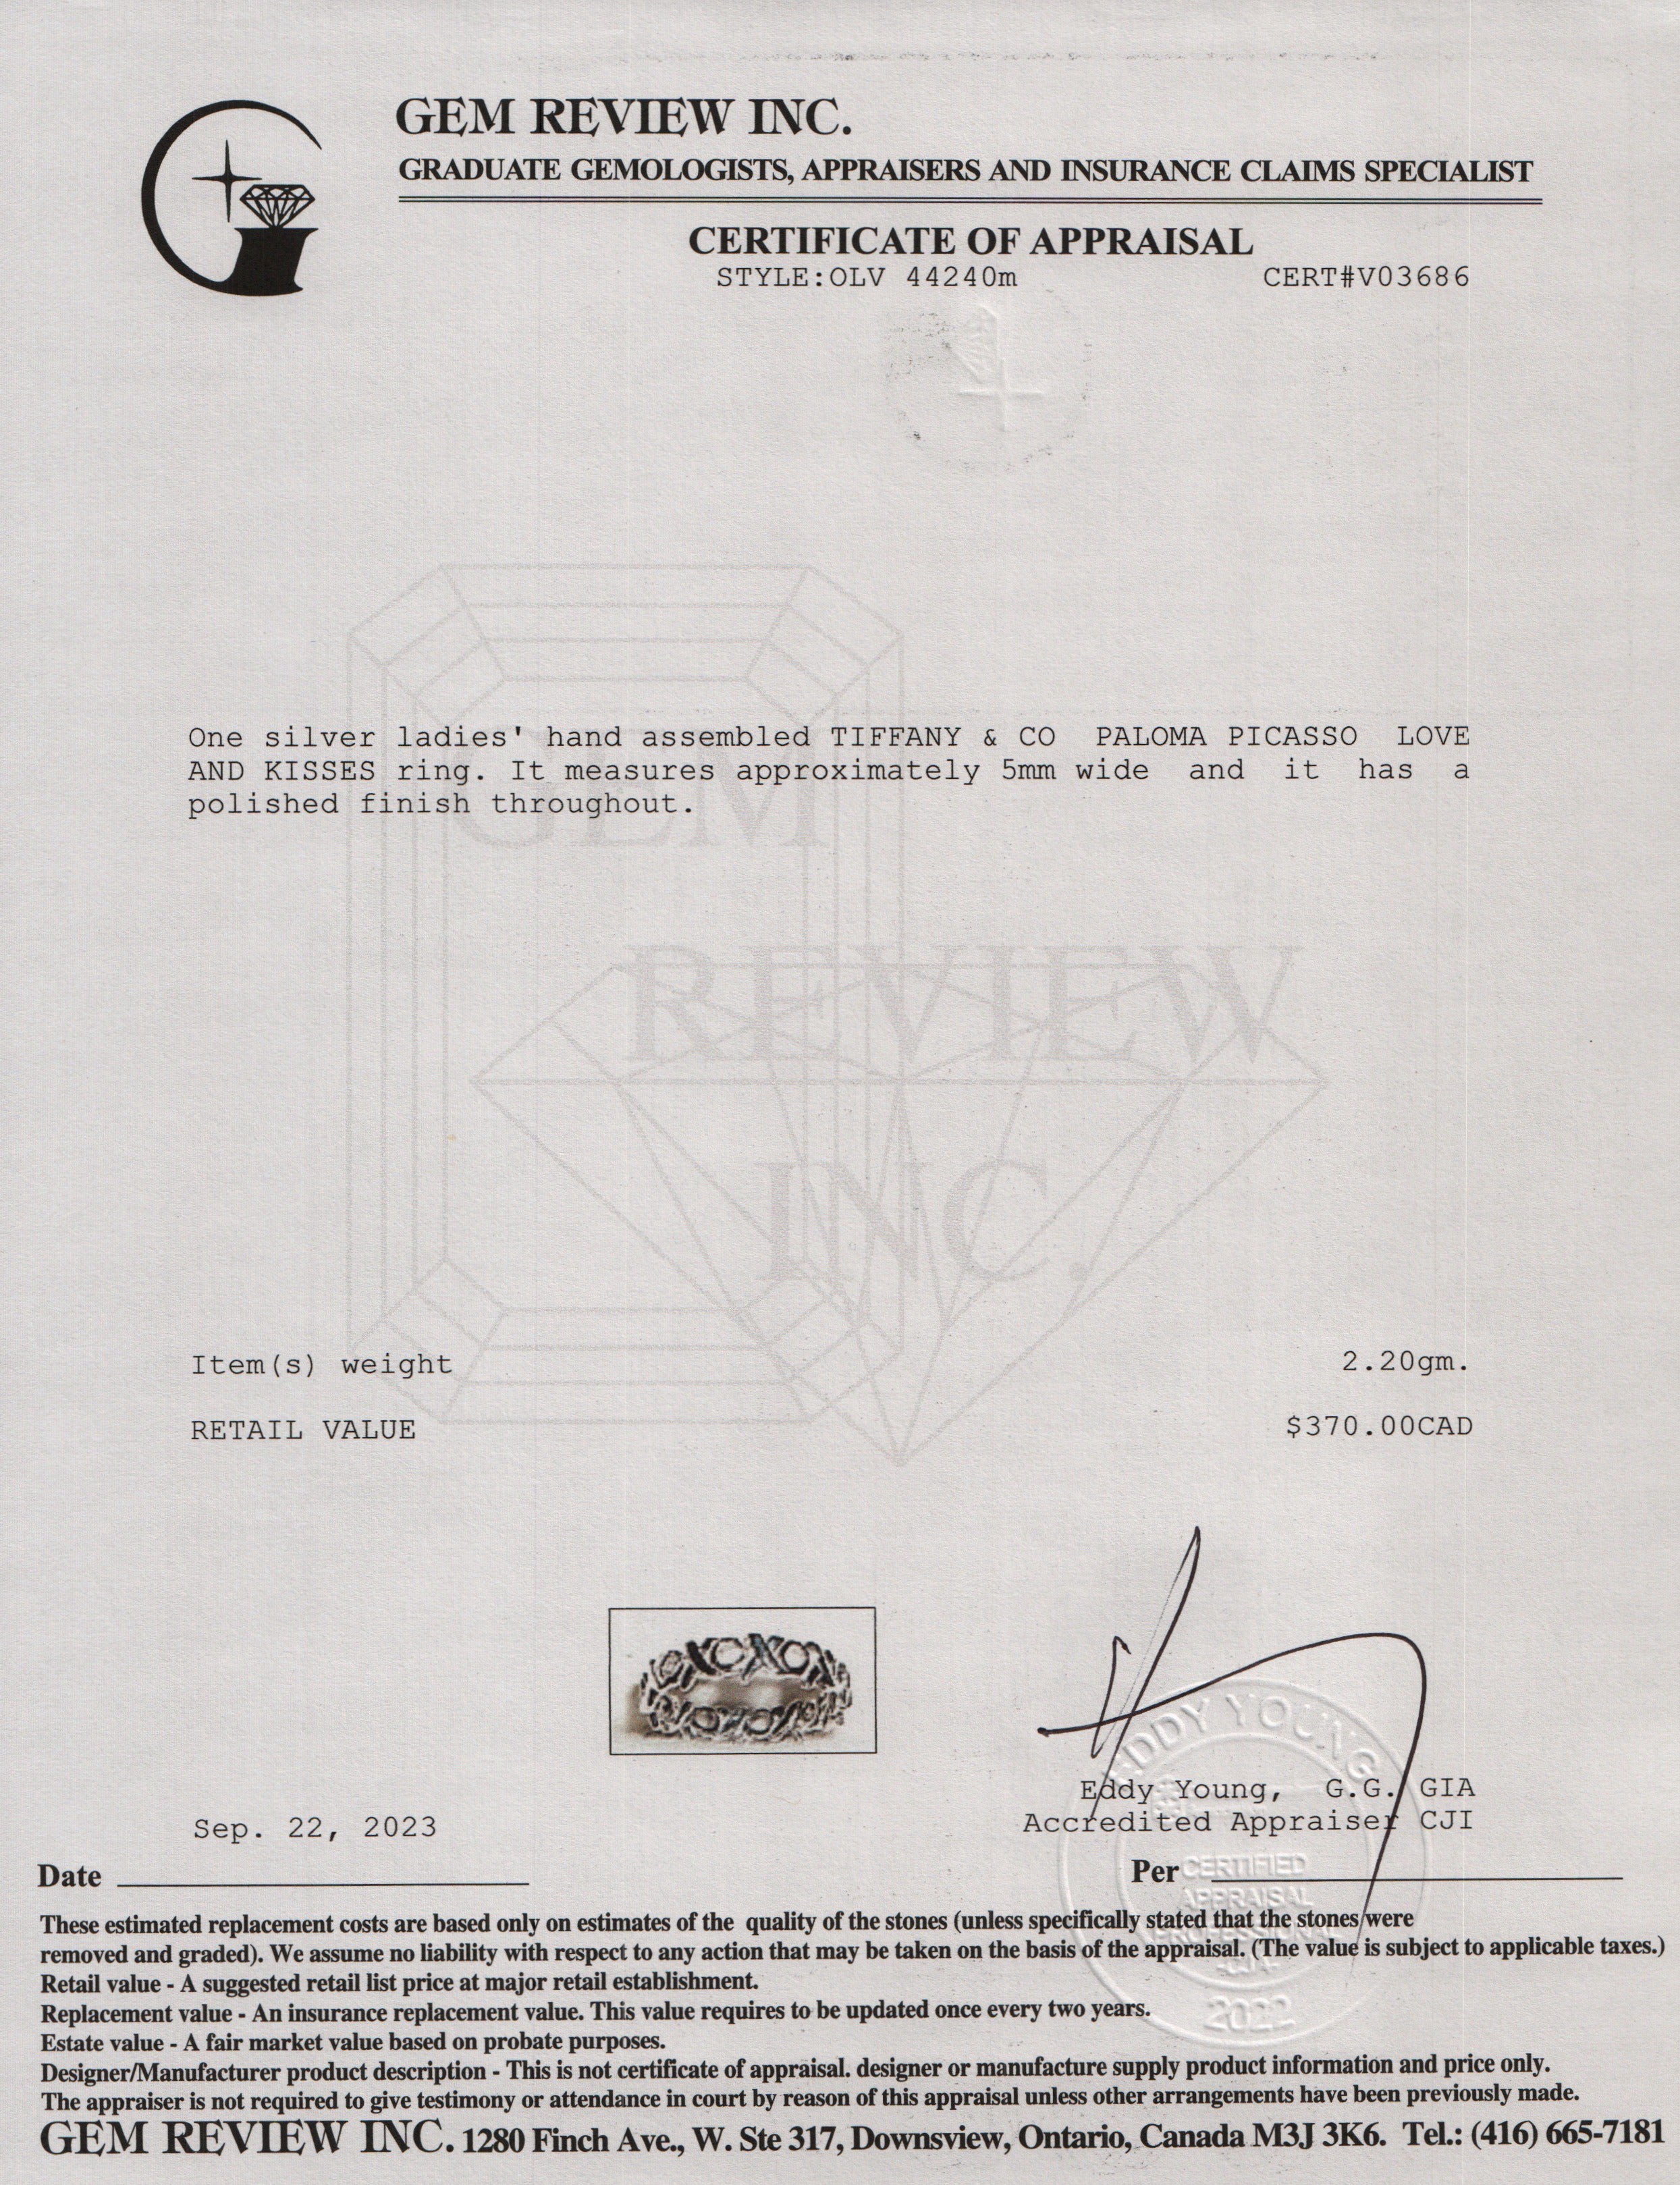 GEM REVIEW INC.
GRADUATE GEMOLOGISTS, APPRAISERS AND INSURANCE CLAIMS SPECIALIST
CERTIFICATE OF APPRAISAL
STYLE:OLV 44240m CERT#V03686
One silver ladies' hand assembled TIFFANY & CO PALOMA PICASSO LOVE
AND KISSES ring. It measures approximately 5mm wide and it has a
polished finish throughout.
GEM
REVIEW
INC.
Item(s) weight 2.20gm.
RETAIL VALUE $370.00CAD
EDDY YOUNG
Eddy Young, G.G. GIA
Accredited Appraiser CJI
Sep. 22, 2023
Date
Per
CERTIFIED
APPRAISAL
PROFESSIONAL
2022
These estimated replacement costs are based only on estimates of the quality of the stones (unless specifically stated that the stones were
removed and graded). We assume no liability with respect to any action that may be taken on the basis of the appraisal. (The value is subject to applicable taxes.)
Retail value - A suggested retail list price at major retail establishment.
Replacement value - An insurance replacement value. This value requires to be updated once every two years.
Estate value - A fair market value based on probate purposes.
Designer/Manufacturer product description - This is not certificate of appraisal. designer or manufacture supply product information and price only.
The appraiser is not required to give testimony or attendance in court by reason of this appraisal unless other arrangements have been previously made.
GEM REVIEW INC. 1280 Finch Ave., W. Ste 317, Downsview, Ontario, Canada M3J 3K6. Tel.: (416) 665-7181